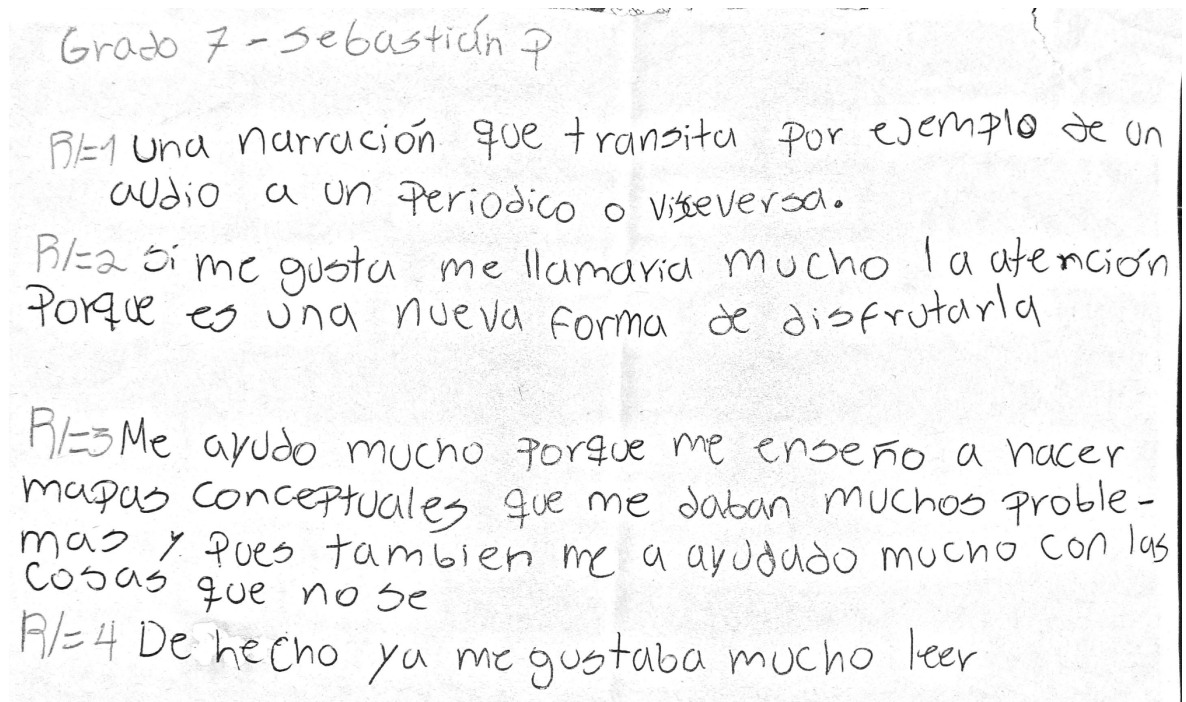 Grado 7 - Sebastián P
R/=1 una narración que transita por ejemplo de un
audio a un periodico o viseversa.
R/=2 si me gusta me llamaria mucho la atención
Porque es una nueva forma de disfrutarla
R/=3 Me ayudo mucho porque me enseño a hacer
mapas conceptuales que me daban muchos proble-
mas y pues tambien me a ayudado mucho con las
cosas que no se
R/=4 De hecho ya me gustaba mucho leer